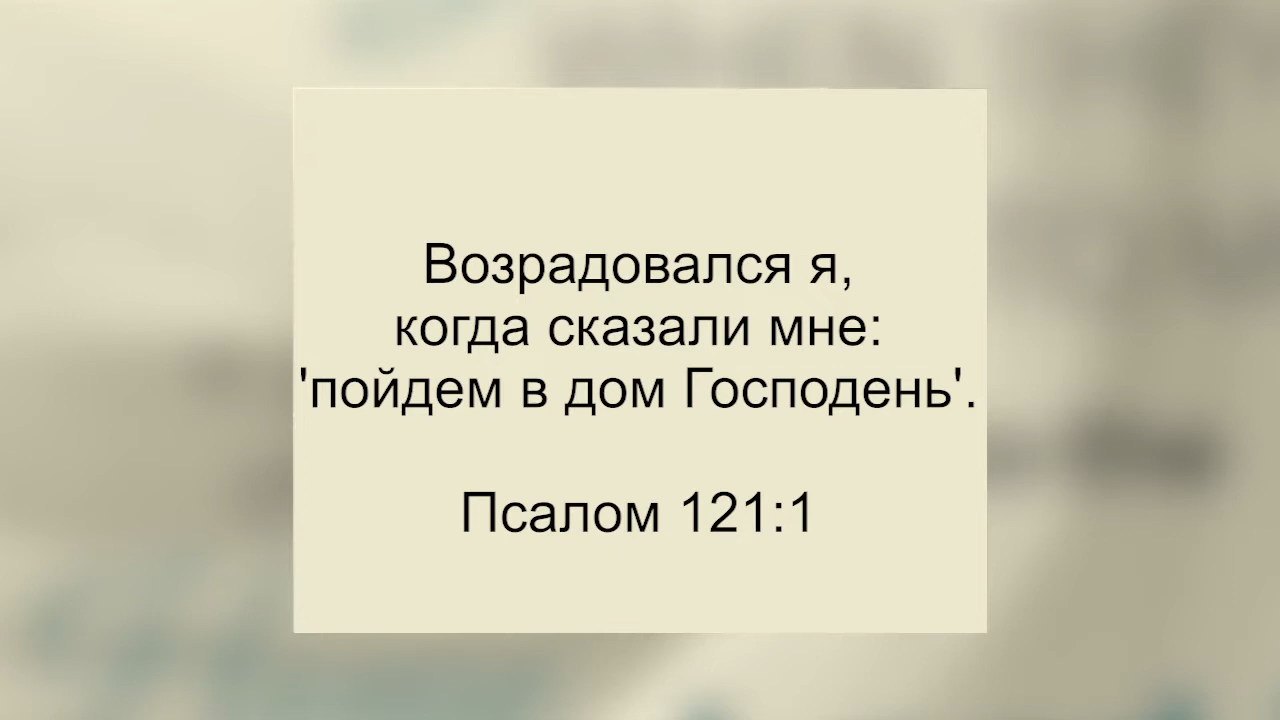 Возрадовался я,
когда сказали мне:
'пойдем в дом Господень'.
Псалом 121:1